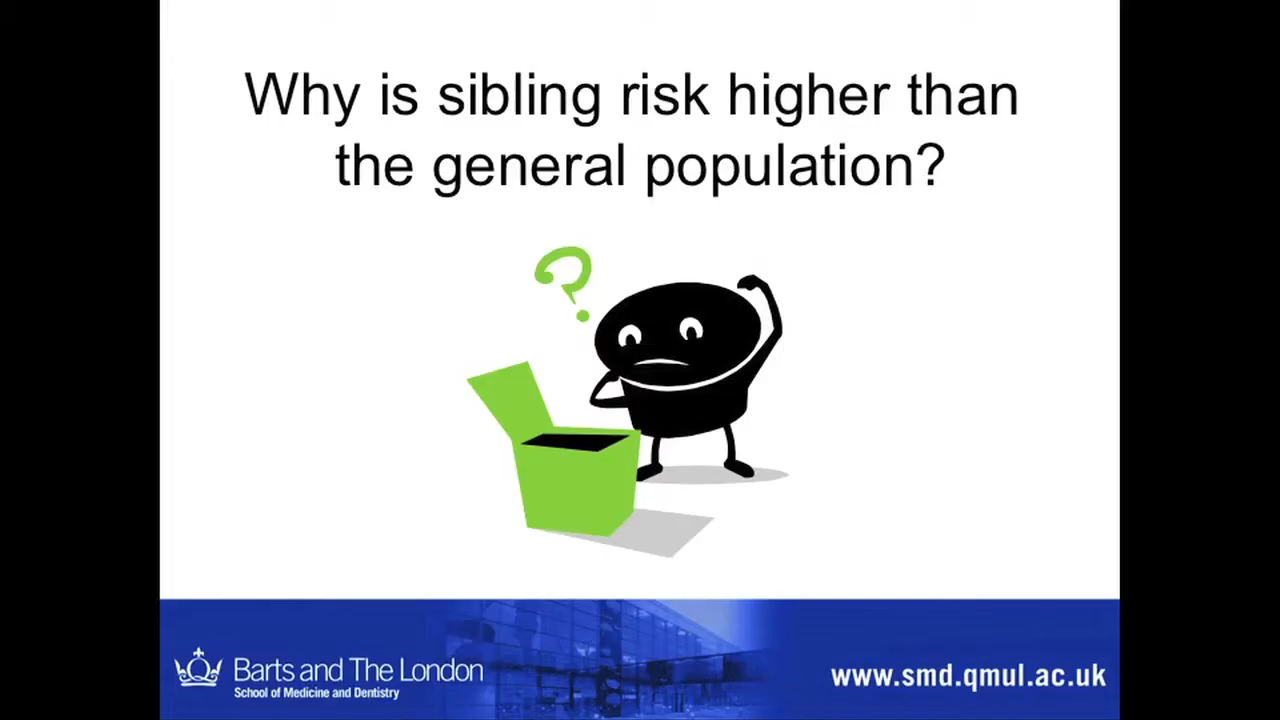 Why is sibling risk higher than
the general population?
?
Barts and The London
School of Medicine and Dentistry
www.smd.qmul.ac.uk